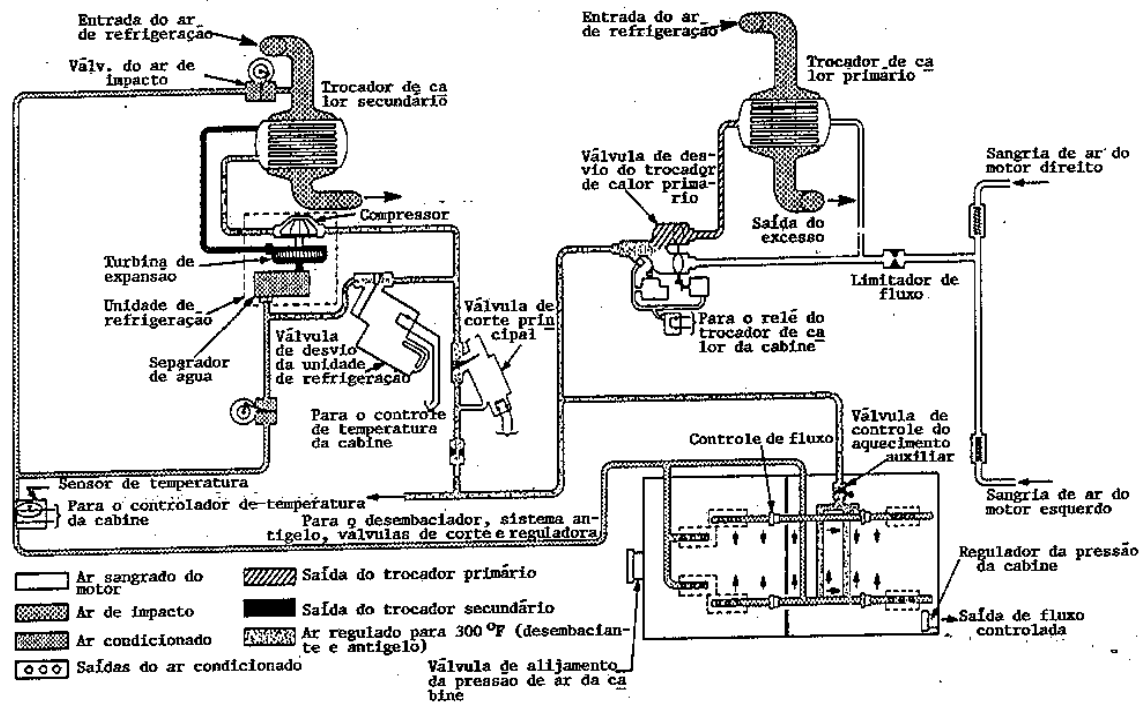 Entrada do ar
de refrigeração
Válv. do ar de
impacto
Trocador de ca
lor secundário
Compressor
Turbina de
expansão
Unidade de
refrigeração
Separador
de água
Válvula
de desvio
da unidade
de refrigeração
Válvula de
corte prin
cipal
Para o controle
de temperatura
da cabine
Entrada do ar
de refrigeração
Trocador de ca
lor primário
Válvula de des-
vio do trocador
de calor primá-
rio
Saída do
excesso
Sangria de ar do
motor direito
Limitador de
fluxo
Para o relé do
trocador de ca
lor da cabine
Válvula de
controle do
aquecimento
auxiliar
Controle de fluxo
Sangria de ar do
motor esquerdo
Sensor de temperatura
Para o controlador de temperatura
da cabine
Para o desembaciador, sistema an-
tigelo, válvulas de corte e reguladora
Regulador da pressão
da cabine
Saída de fluxo
controlada
Válvula de alijamento
da pressão de ar da ca
bine
Ar sangrado do
motor
Ar de impacto
Ar condicionado
Saídas do ar condicionado
Saída do trocador primário
Saída do trocador secundário
Ar regulado para 300 °F (desembacian-
te e antigelo)